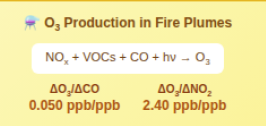 O₃ Production in Fire Plumes
NOₓ + VOCs + CO + hν → O₃
ΔO₃/ΔCO ΔO₃/ΔNO₂
0.050 ppb/ppb 2.40 ppb/ppb